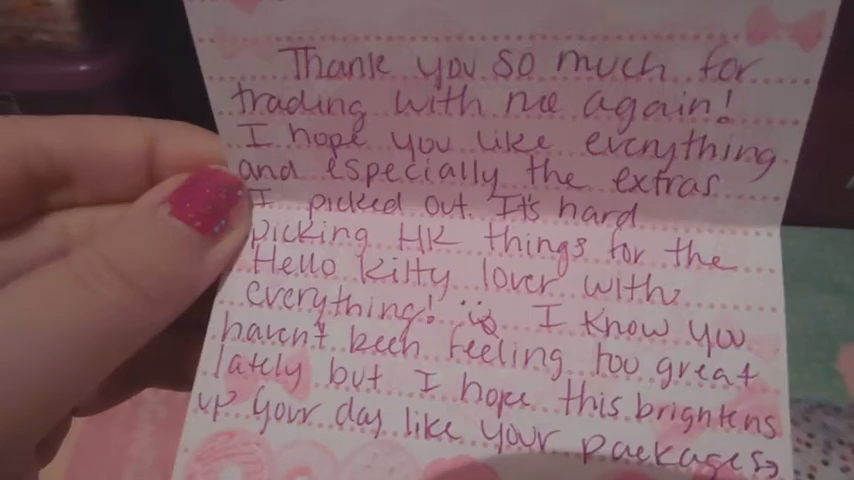 Thank you so much for
trading with me again!
I hope you like everything
and especially the extras
I picked out. It's hard
picking HK things for the
Hello Kitty lover with
everything! I know you
haven't been feeling too great
lately but I hope this brightens
up your day like your packages